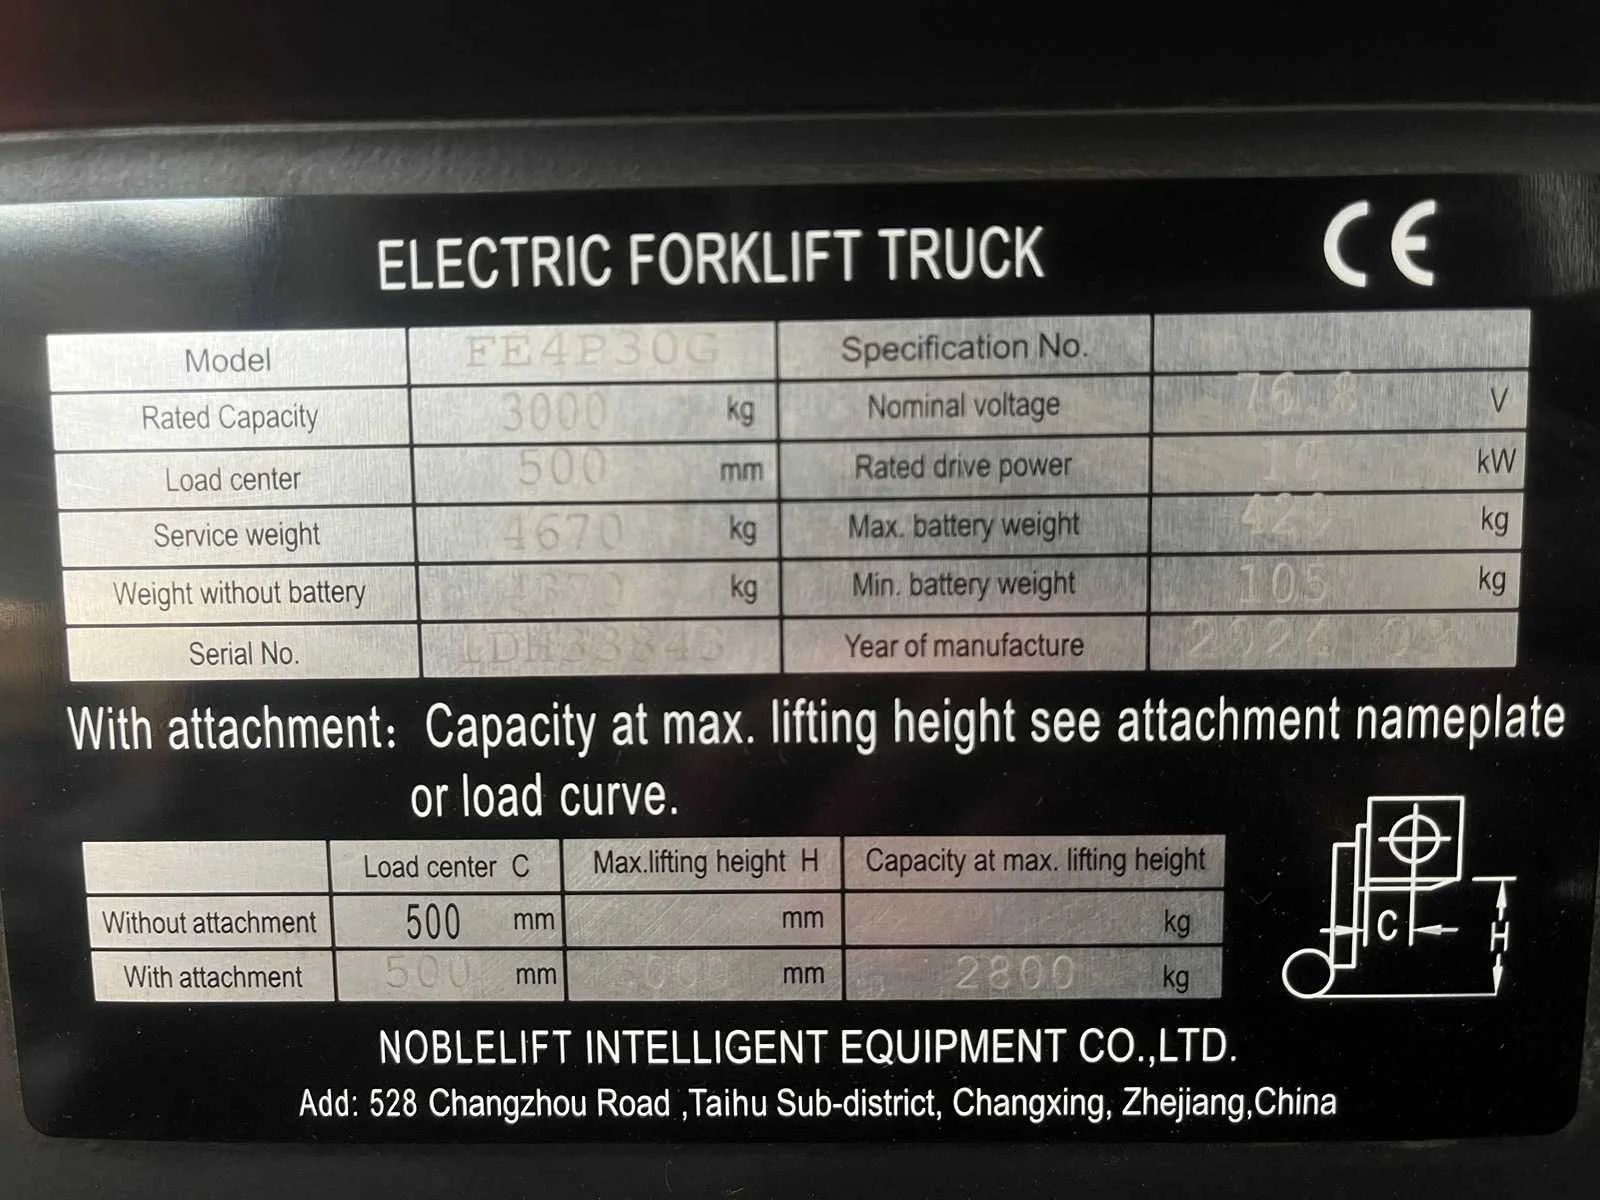 ELECTRIC FORKLIFT TRUCK CE
Model FE4P30G Specification No.
Rated Capacity 3000 kg Nominal voltage 76.8 V
Load center 500 mm Rated drive power kW
Service weight 4670 kg Max. battery weight kg
Weight without battery kg Min. battery weight 105 kg
Serial No. Year of manufacture
With attachment: Capacity at max. lifting height see attachment nameplate
or load curve.
Load center C Max.lifting height H Capacity at max. lifting height
Without attachment 500 mm mm kg
With attachment 500 mm mm 2800 kg
C
H
NOBLELIFT INTELLIGENT EQUIPMENT CO.,LTD.
Add: 528 Changzhou Road ,Taihu Sub-district, Changxing, Zhejiang,China